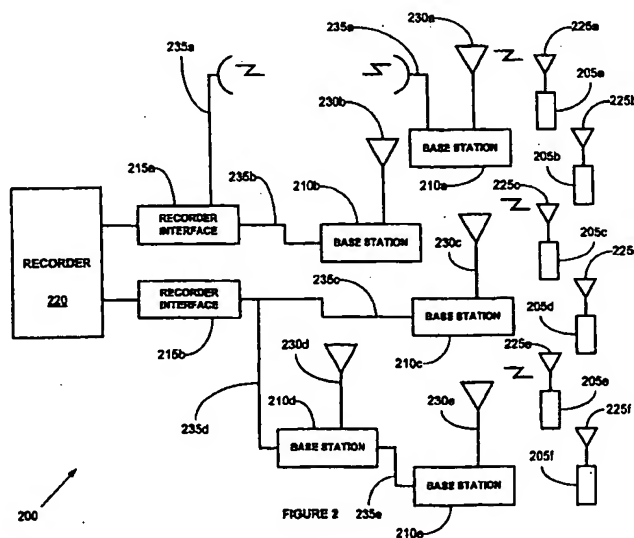 230a
235a
225a
235a
205a
230b
225b
BASE STATION
215a
235b
210b
205b
210a
225c
RECORDER INTERFACE
BASE STATION
230c
205c
RECORDER
220
235c
225
RECORDER INTERFACE
BASE STATION
205d
215b
230d
225e
210d
210c
230e
205e
235d
225f
BASE STATION
BASE STATION
205f
200
FIGURE 2
235e
210e